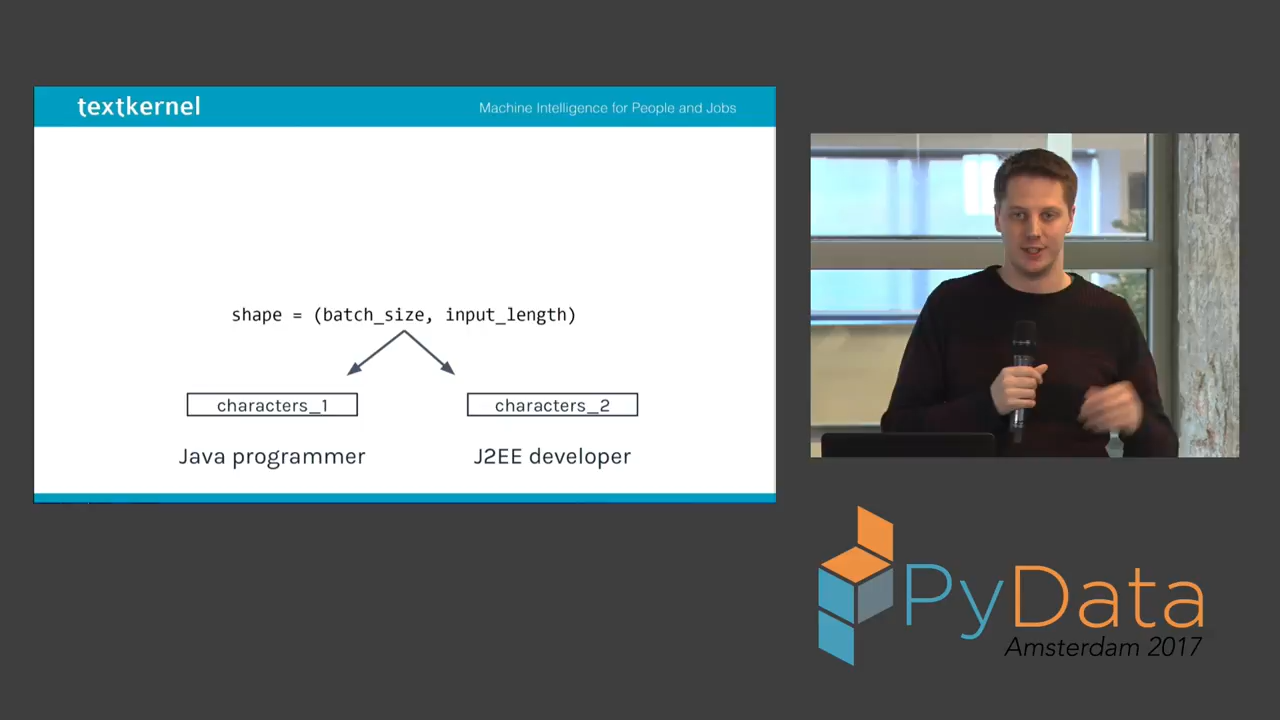 textkernel
Machine Intelligence for People and Jobs
shape = (batch_size, input_length)
characters_1
characters_2
Java programmer
J2EE developer
PyData
Amsterdam 2017